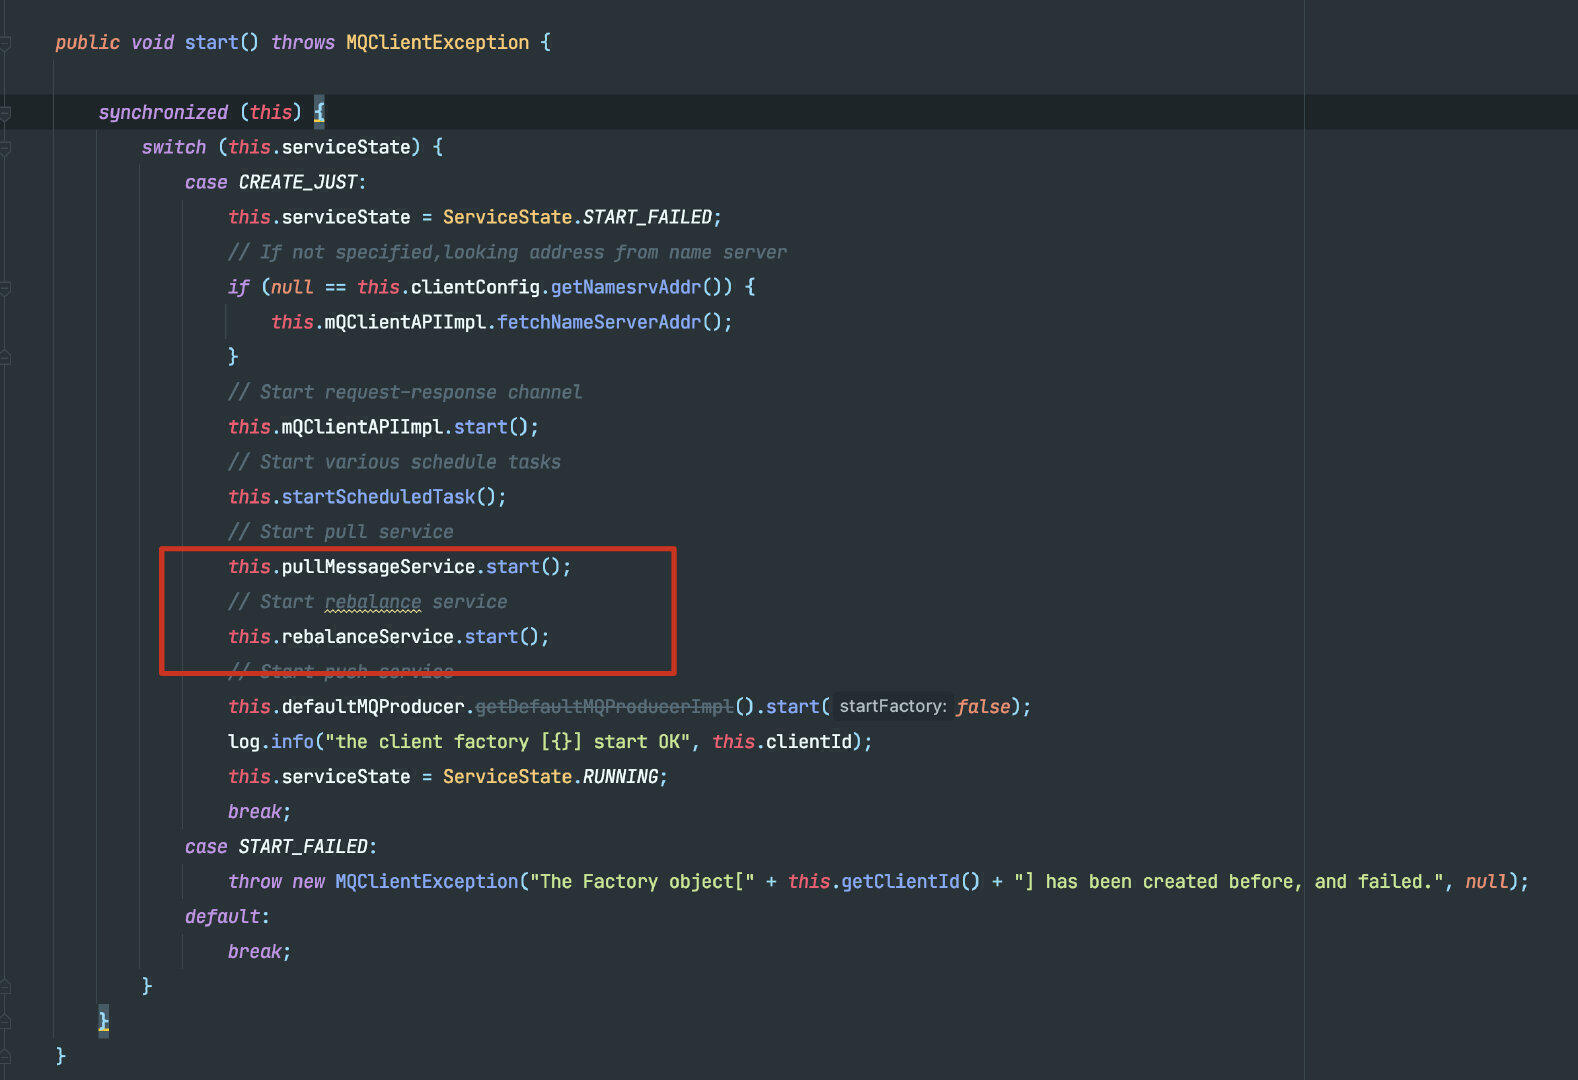 public void start() throws MQClientException {
synchronized (this) {
switch (this.serviceState) {
case CREATE_JUST:
this.serviceState = ServiceState.START_FAILED;
// If not specified,looking address from name server
if (null == this.clientConfig.getNamesrvAddr()) {
this.mQClientAPIImpl.fetchNameServerAddr();
}
// Start request-response channel
this.mQClientAPIImpl.start();
// Start various schedule tasks
this.startScheduledTask();
// Start pull service
this.pullMessageService.start();
// Start rebalance service
this.rebalanceService.start();
// Start push service
this.defaultMQProducer.getDefaultMQProducerImpl().start( startFactory: false);
log.info("the client factory [{}] start OK", this.clientId);
this.serviceState = ServiceState.RUNNING;
break;
case START_FAILED:
throw new MQClientException("The Factory object[" + this.getClientId() + "] has been created before, and failed.", null);
default:
break;
}
}
}